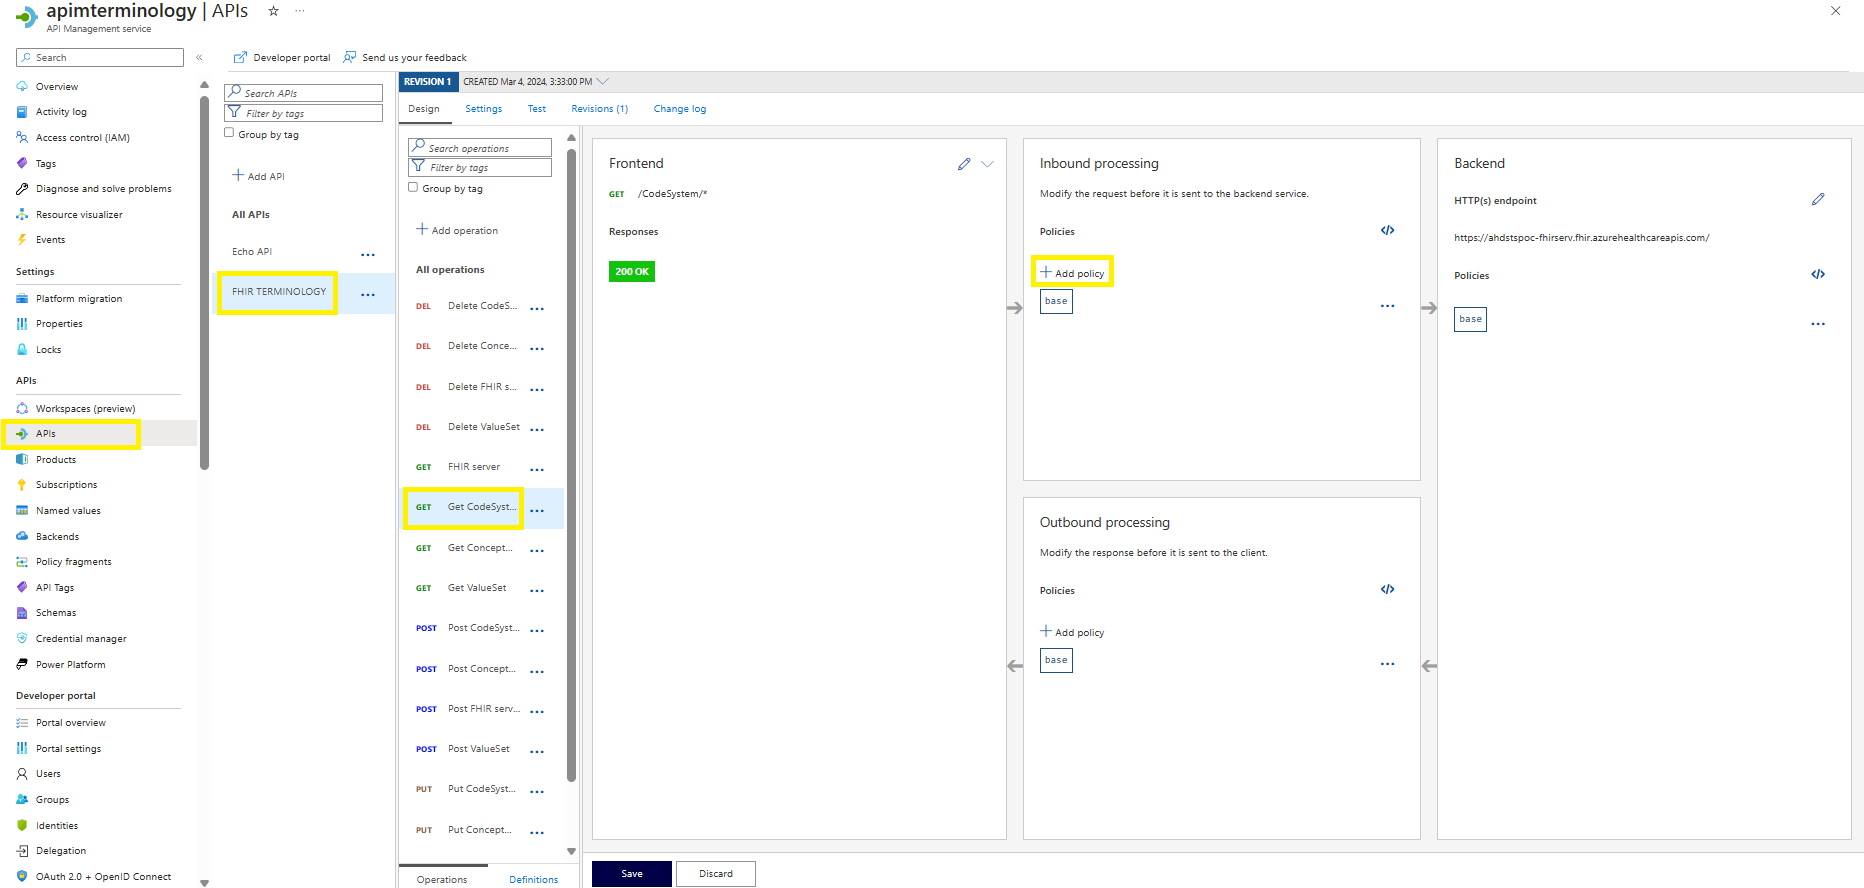 apimterminology | APIs
API Management service
Search
Developer portal
Send us your feedback
Overview
Activity log
Access control (IAM)
Tags
Diagnose and solve problems
Resource visualizer
Events
Settings
Platform migration
Properties
Locks
APIs
Workspaces (preview)
APIs
Products
Subscriptions
Named values
Backends
Policy fragments
API Tags
Schemas
Credential manager
Power Platform
Developer portal
Portal overview
Portal settings
Users
Groups
Identities
Delegation
OAuth 2.0 + OpenID Connect
Search APIs
Filter by tags
Group by tag
Add API
All APIs
Echo API
FHIR TERMINOLOGY
REVISION 1 CREATED Mar 4, 2024, 3:33:00 PM
Design Settings Test Revisions (1) Change log
Search operations
Filter by tags
Group by tag
Add operation
All operations
DEL Delete CodeS...
DEL Delete Conce...
DEL Delete FHIR s...
DEL Delete ValueSet
GET FHIR server
GET Get CodeSyst...
GET Get Concept...
GET Get ValueSet
POST Post CodeSyst...
POST Post Concept...
POST Post FHIR serv...
POST Post ValueSet
PUT Put CodeSyst...
PUT Put Concept...
Operations Definitions
Frontend
GET /CodeSystem/*
Responses
200 OK
Inbound processing
Modify the request before it is sent to the backend service.
Policies </>
Add policy
base
Outbound processing
Modify the response before it is sent to the client.
Policies </>
Add policy
base
Backend
HTTP(s) endpoint
https://ahdstspoc-fhirserv.fhir.azurehealthcareapis.com/
Policies </>
base
Save Discard